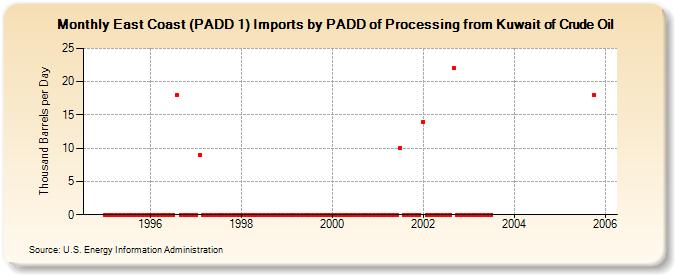 Monthly East Coast (PADD 1) Imports by PADD of Processing from Kuwait of Crude Oil
Thousand Barrels per Day
25
20
15
10
5
0
1996 1998 2000 2002 2004 2006
Source: U.S. Energy Information Administration